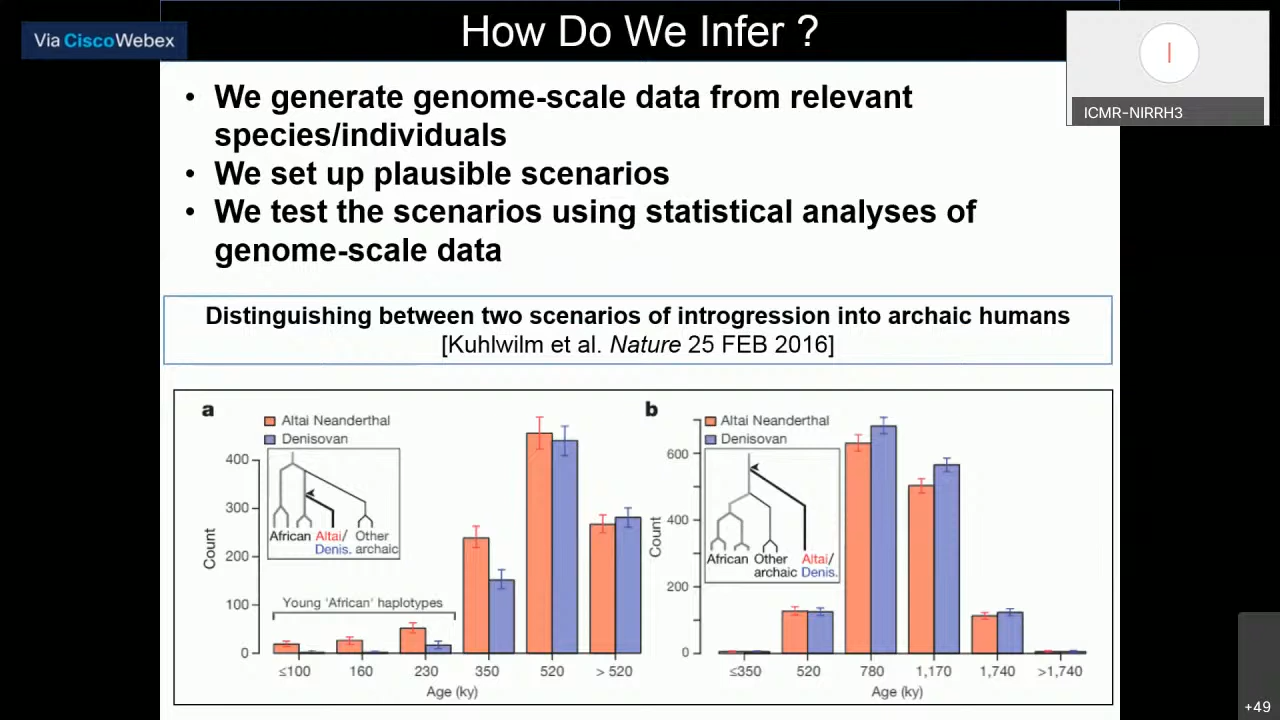 How Do We Infer ?
Via Cisco Webex
ICMR-NIRRH3
• We generate genome-scale data from relevant
species/individuals
• We set up plausible scenarios
• We test the scenarios using statistical analyses of
genome-scale data
Distinguishing between two scenarios of introgression into archaic humans
[Kuhlwilm et al. Nature 25 FEB 2016]
a
Altai Neanderthal
Denisovan
400
300
200
100
0
Count
African Altai/ Other
Denis. archaic
Young 'African' haplotypes
≤100 160 230 350 520 > 520
Age (ky)
b
Altai Neanderthal
Denisovan
600
400
200
0
Count
African Other Altai/
archaic Denis.
≤350 520 780 1,170 1,740 >1,740
Age (ky)
+49